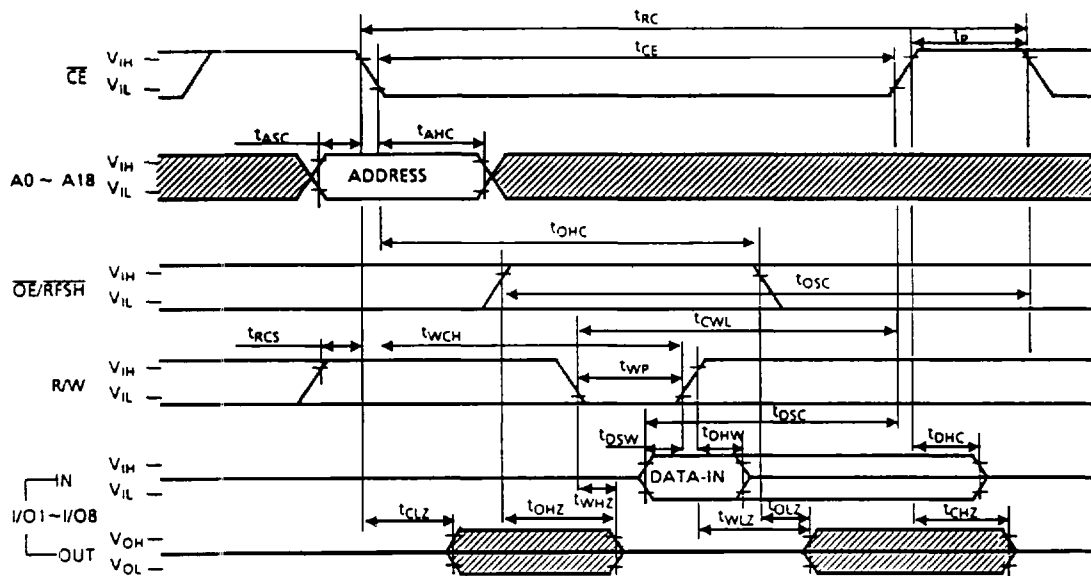 tRC
tP
tCE
CE
VIH
VIL
tASC
tAHC
A0 ~ A18
VIH
VIL
ADDRESS
tOHC
OE/RFSH
VIH
VIL
tOSC
tCWL
tRCS
tWCH
R/W
VIH
VIL
tWP
tDSC
tDSW
tDHW
tDHC
VIH
VIL
IN
DATA-IN
tWHZ
I/O1~I/O8
tCLZ
tOHZ
tWLZ
tOLZ
tCHZ
OUT
VOH
VOL